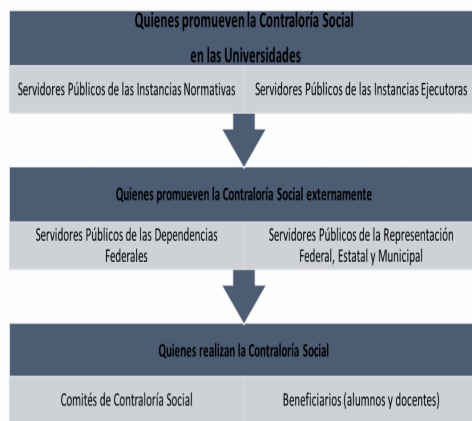 Quienes promueven la Contraloría Social
en las Universidades
Servidores Públicos de las Instancias Normativas
Servidores Públicos de las Instancias Ejecutoras
Quienes promueven la Contraloría Social externamente
Servidores Públicos de las Dependencias
Federales
Servidores Públicos de la Representación
Federal, Estatal y Municipal
Quienes realizan la Contraloría Social
Comités de Contraloría Social
Beneficiarios (alumnos y docentes)